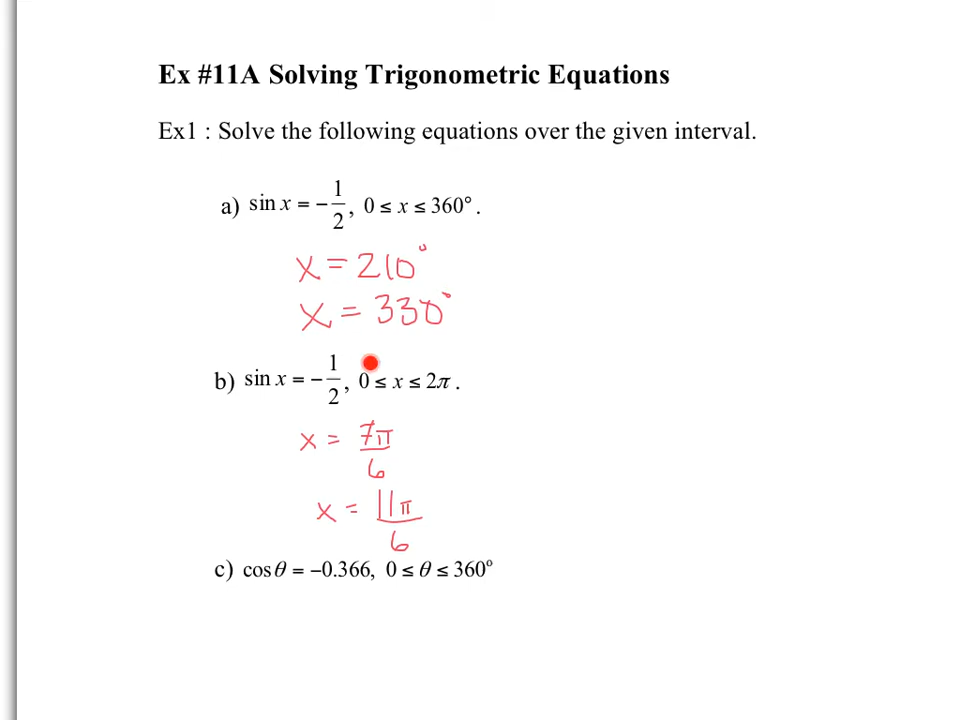 Ex #11A Solving Trigonometric Equations
Ex1 : Solve the following equations over the given interval.
a) sin x = −1/2, 0 ≤ x ≤ 360° .
x = 210°
x = 330°
b) sin x = −1/2, 0 ≤ x ≤ 2π .
x = 7π/6
x = 11π/6
c) cos θ = −0.366, 0 ≤ θ ≤ 360°